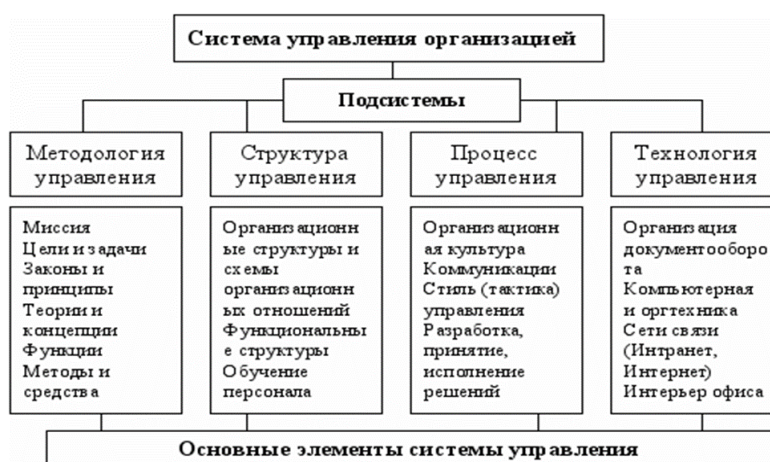 Система управления организацией
Подсистемы
Методология
управления
Структура
управления
Процесс
управления
Технология
управления
Миссия
Цели и задачи
Законы и
принципы
Теории и
концепции
Функции
Методы и
средства
Организационн
ые структуры и
схемы
организационн
ых отношений
Функциональны
е структуры
Обучение
персонала
Организационн
ая культура
Коммуникации
Стиль (тактика)
управления
Разработка,
принятие,
исполнение
решений
Организация
документооборо
та
Компьютерная
и оргтехника
Сети связи
(Интранет,
Интернет)
Интерьер офиса
Основные элементы системы управления